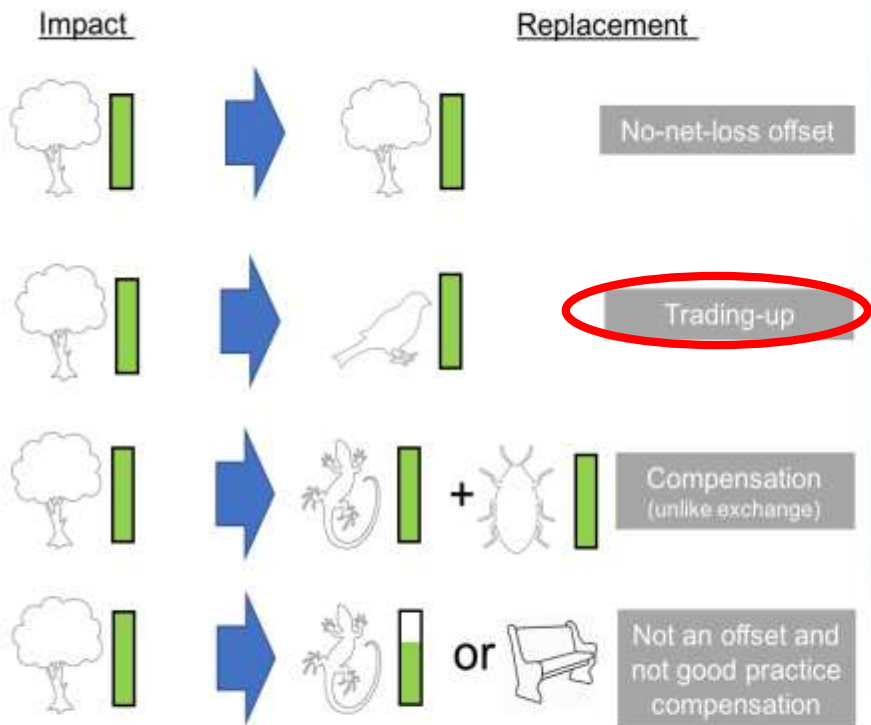 Impact
Replacement
No-net-loss offset
Trading-up
+
Compensation
(unlike exchange)
or
Not an offset and
not good practice
compensation